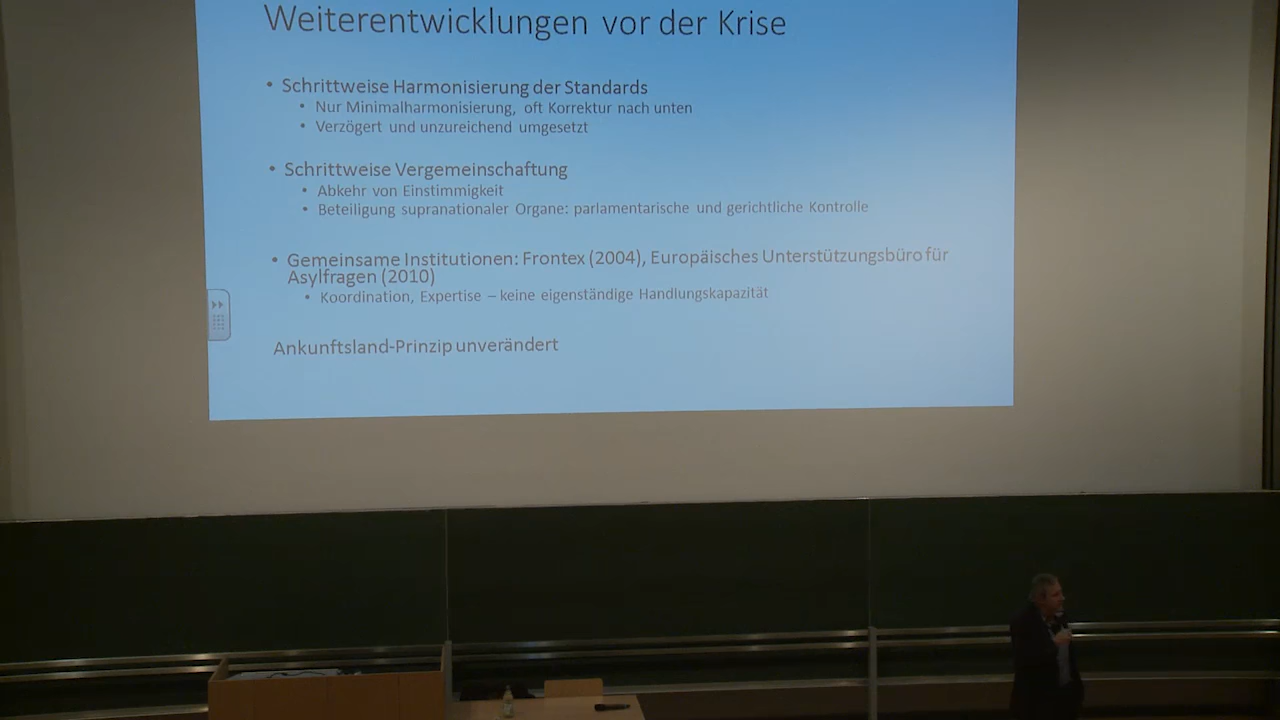 Weiterentwicklungen vor der Krise
• Schrittweise Harmonisierung der Standards
• Nur Minimalharmonisierung, oft Korrektur nach unten
• Verzögert und unzureichend umgesetzt
• Schrittweise Vergemeinschaftung
• Abkehr von Einstimmigkeit
• Beteiligung supranationaler Organe: parlamentarische und gerichtliche Kontrolle
• Gemeinsame Institutionen: Frontex (2004), Europäisches Unterstützungsbüro für
Asylfragen (2010)
• Koordination, Expertise – keine eigenständige Handlungskapazität
Ankunftsland-Prinzip unverändert